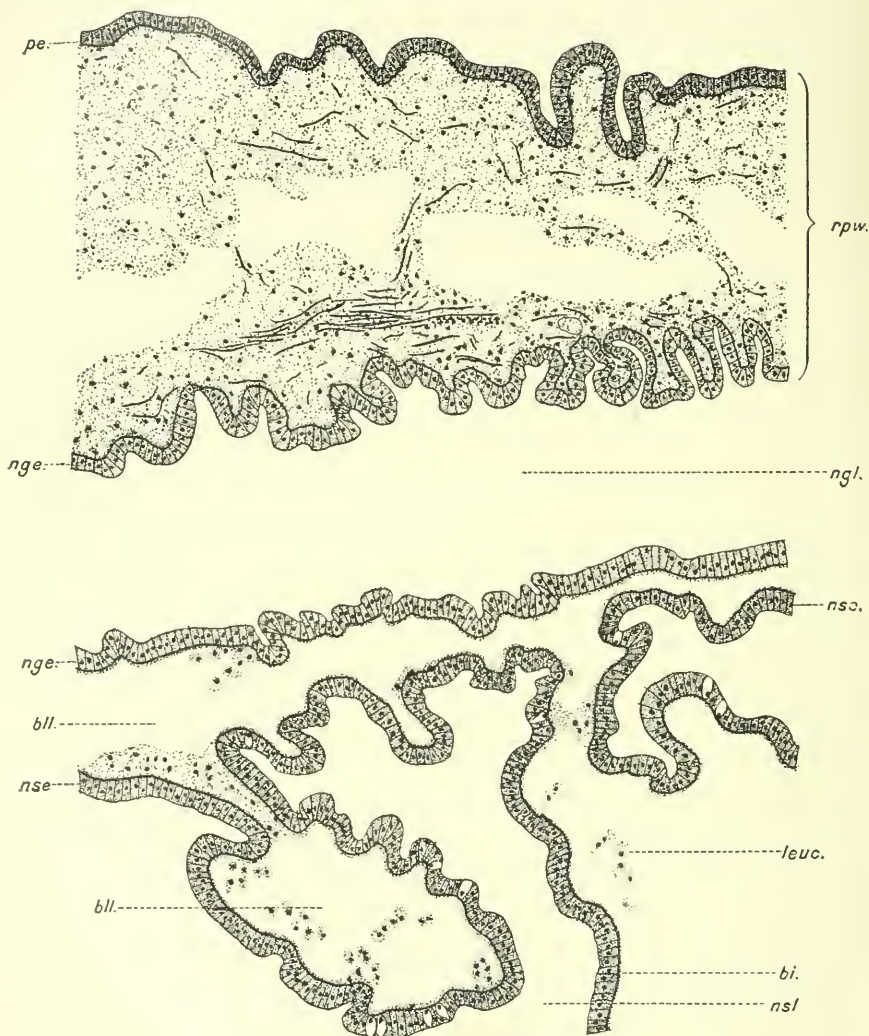 pe.
rpw.
nge.
ngl.
nso.
nge.
bll.
nse
leuc.
bll.
bi.
nsl